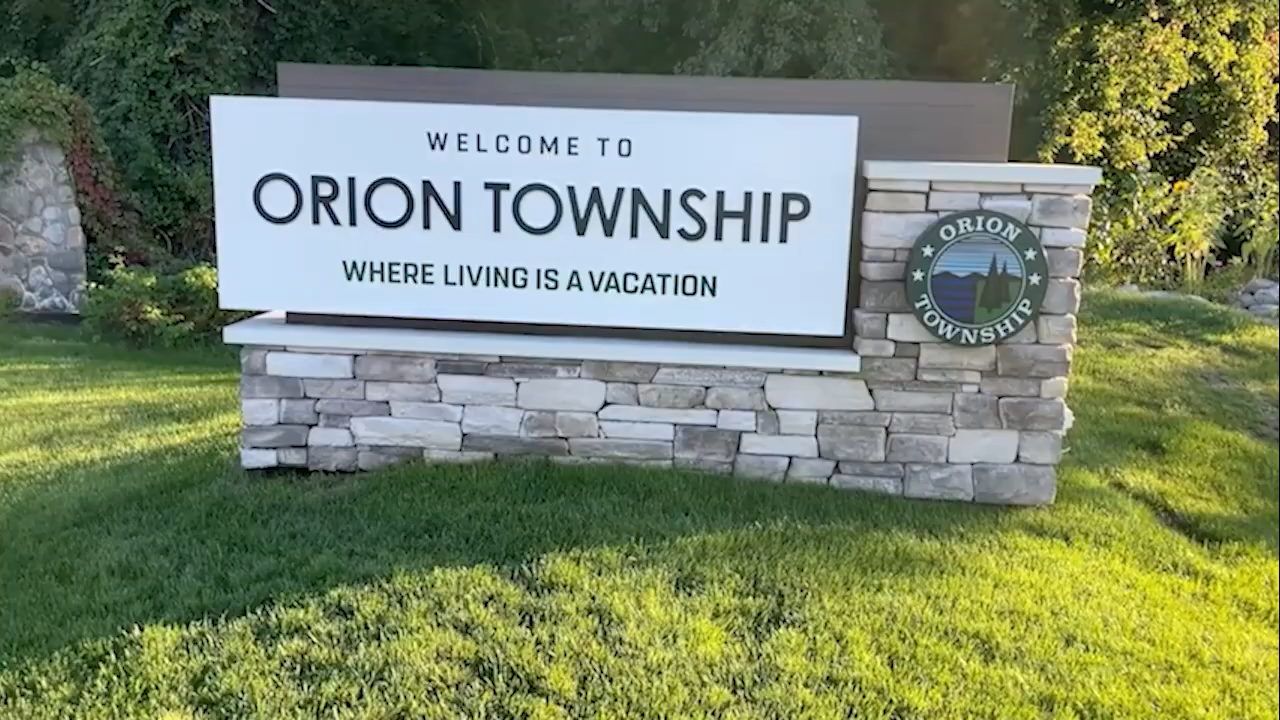 WELCOME TO
ORION TOWNSHIP
WHERE LIVING IS A VACATION
ORION
TOWNSHIP